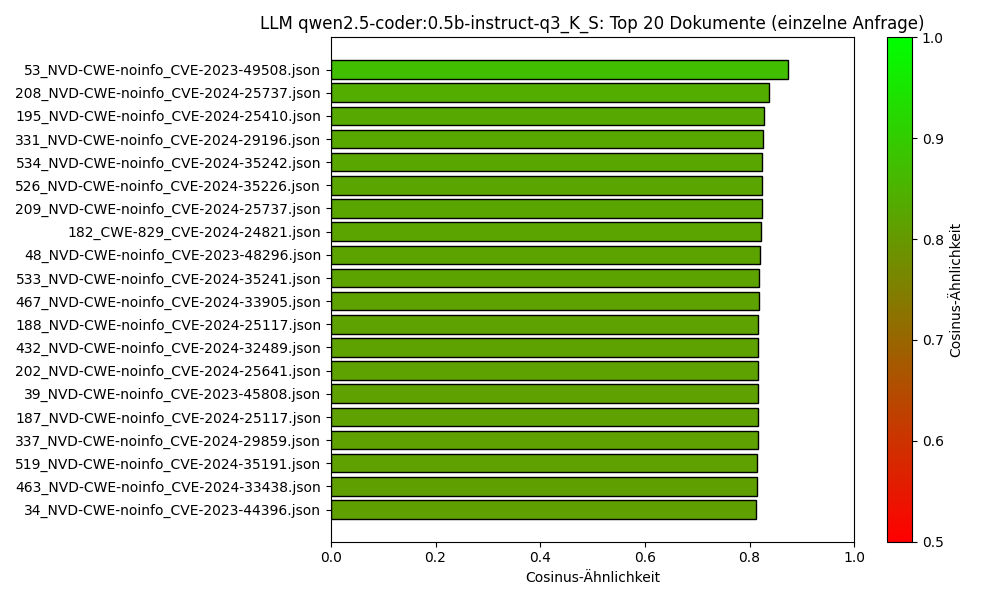 LLM qwen2.5-coder:0.5b-instruct-q3_K_S: Top 20 Dokumente (einzelne Anfrage)
53_NVD-CWE-noinfo_CVE-2023-49508.json
208_NVD-CWE-noinfo_CVE-2024-25737.json
195_NVD-CWE-noinfo_CVE-2024-25410.json
331_NVD-CWE-noinfo_CVE-2024-29196.json
534_NVD-CWE-noinfo_CVE-2024-35242.json
526_NVD-CWE-noinfo_CVE-2024-35226.json
209_NVD-CWE-noinfo_CVE-2024-25737.json
182_CWE-829_CVE-2024-24821.json
48_NVD-CWE-noinfo_CVE-2023-48296.json
533_NVD-CWE-noinfo_CVE-2024-35241.json
467_NVD-CWE-noinfo_CVE-2024-33905.json
188_NVD-CWE-noinfo_CVE-2024-25117.json
432_NVD-CWE-noinfo_CVE-2024-32489.json
202_NVD-CWE-noinfo_CVE-2024-25641.json
39_NVD-CWE-noinfo_CVE-2023-45808.json
187_NVD-CWE-noinfo_CVE-2024-25117.json
337_NVD-CWE-noinfo_CVE-2024-29859.json
519_NVD-CWE-noinfo_CVE-2024-35191.json
463_NVD-CWE-noinfo_CVE-2024-33438.json
34_NVD-CWE-noinfo_CVE-2023-44396.json
0.0 0.2 0.4 0.6 0.8 1.0
Cosinus-Ähnlichkeit
1.0
0.9
0.8
0.7
0.6
0.5
Cosinus-Ähnlichkeit